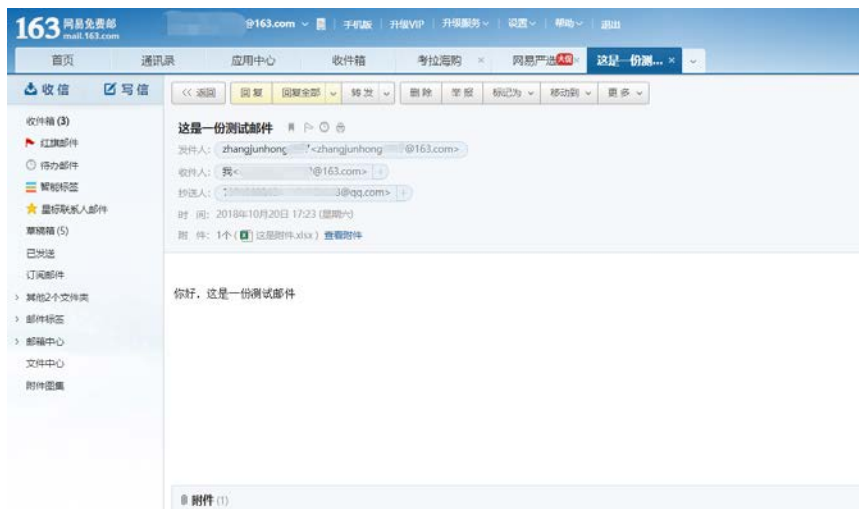 163 网易免费邮
mail.163.com
@163.com 手机版 升级VIP 升级服务 设置 帮助 退出
首页 通讯录 应用中心 收件箱 考拉海购 × 网易严选 × 这是一份测... ×
收信 写信
<< 返回 回复 回复全部 转发 删除 举报 标记为 移动到 更多
收件箱 (3)
红旗邮件
待办邮件
智能标签
星标联系人邮件
草稿箱 (5)
已发送
订阅邮件
其他2个文件夹
邮件标签
邮箱中心
文件中心
附件图集
这是一份测试邮件
发件人: zhangjunhong <zhangjunhong @163.com>
收件人: 我< @163.com> +
抄送人: 3@qq.com> +
时 间: 2018年10月20日 17:23 (星期六)
附 件: 1个 ( 这是附件.xlsx ) 查看附件
你好，这是一份测试邮件
附件 (1)